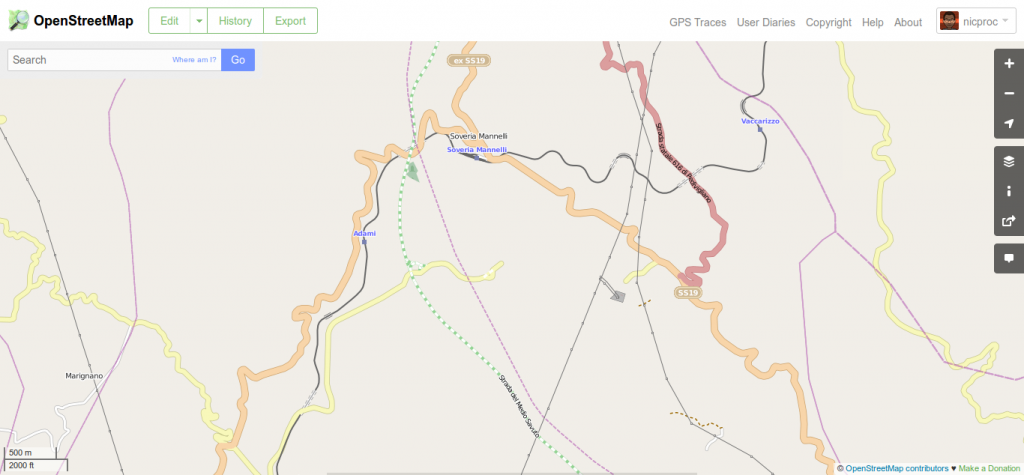 OpenStreetMap
Edit
History
Export
GPS Traces
User Diaries
Copyright
Help
About
nicproc
Search
Where am I?
Go
ex SS19
Vaccarizzo
Soveria Mannelli
Soveria Mannelli
Strada statale 616 di Pedivigliano
Adami
SS19
Marignano
Strada del Medio Savuto
500 m
2000 ft
© OpenStreetMap contributors ♥ Make a Donation